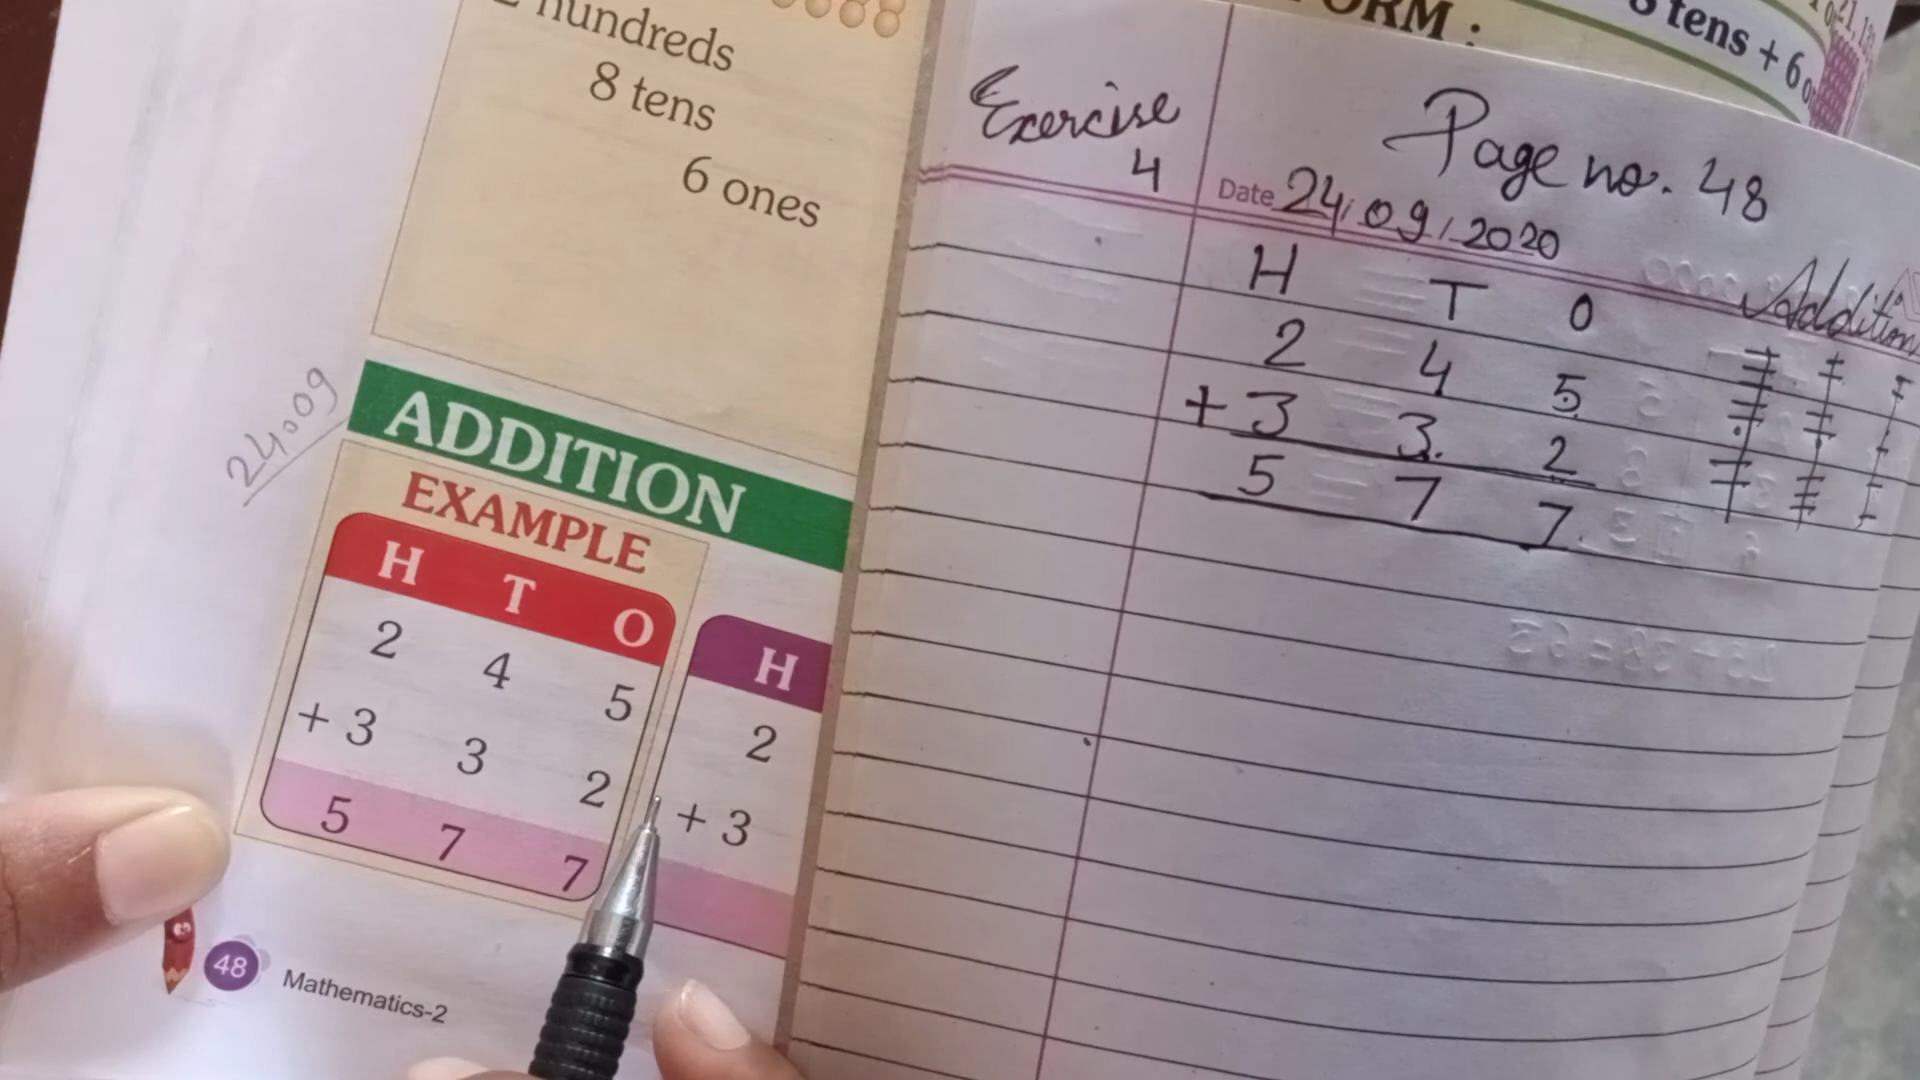 hundreds
8 tens
6 ones
24.09
ADDITION
EXAMPLE
H T O
2 4 5
+ 3 3 2
5 7 7
H
2
+ 3
48 Mathematics-2
ORM :
8 tens + 6
Exercise
4
Page no. 48
Date 24/09/2020
Addition
H T O
2 4 5
+ 3 3 2
5 7 7